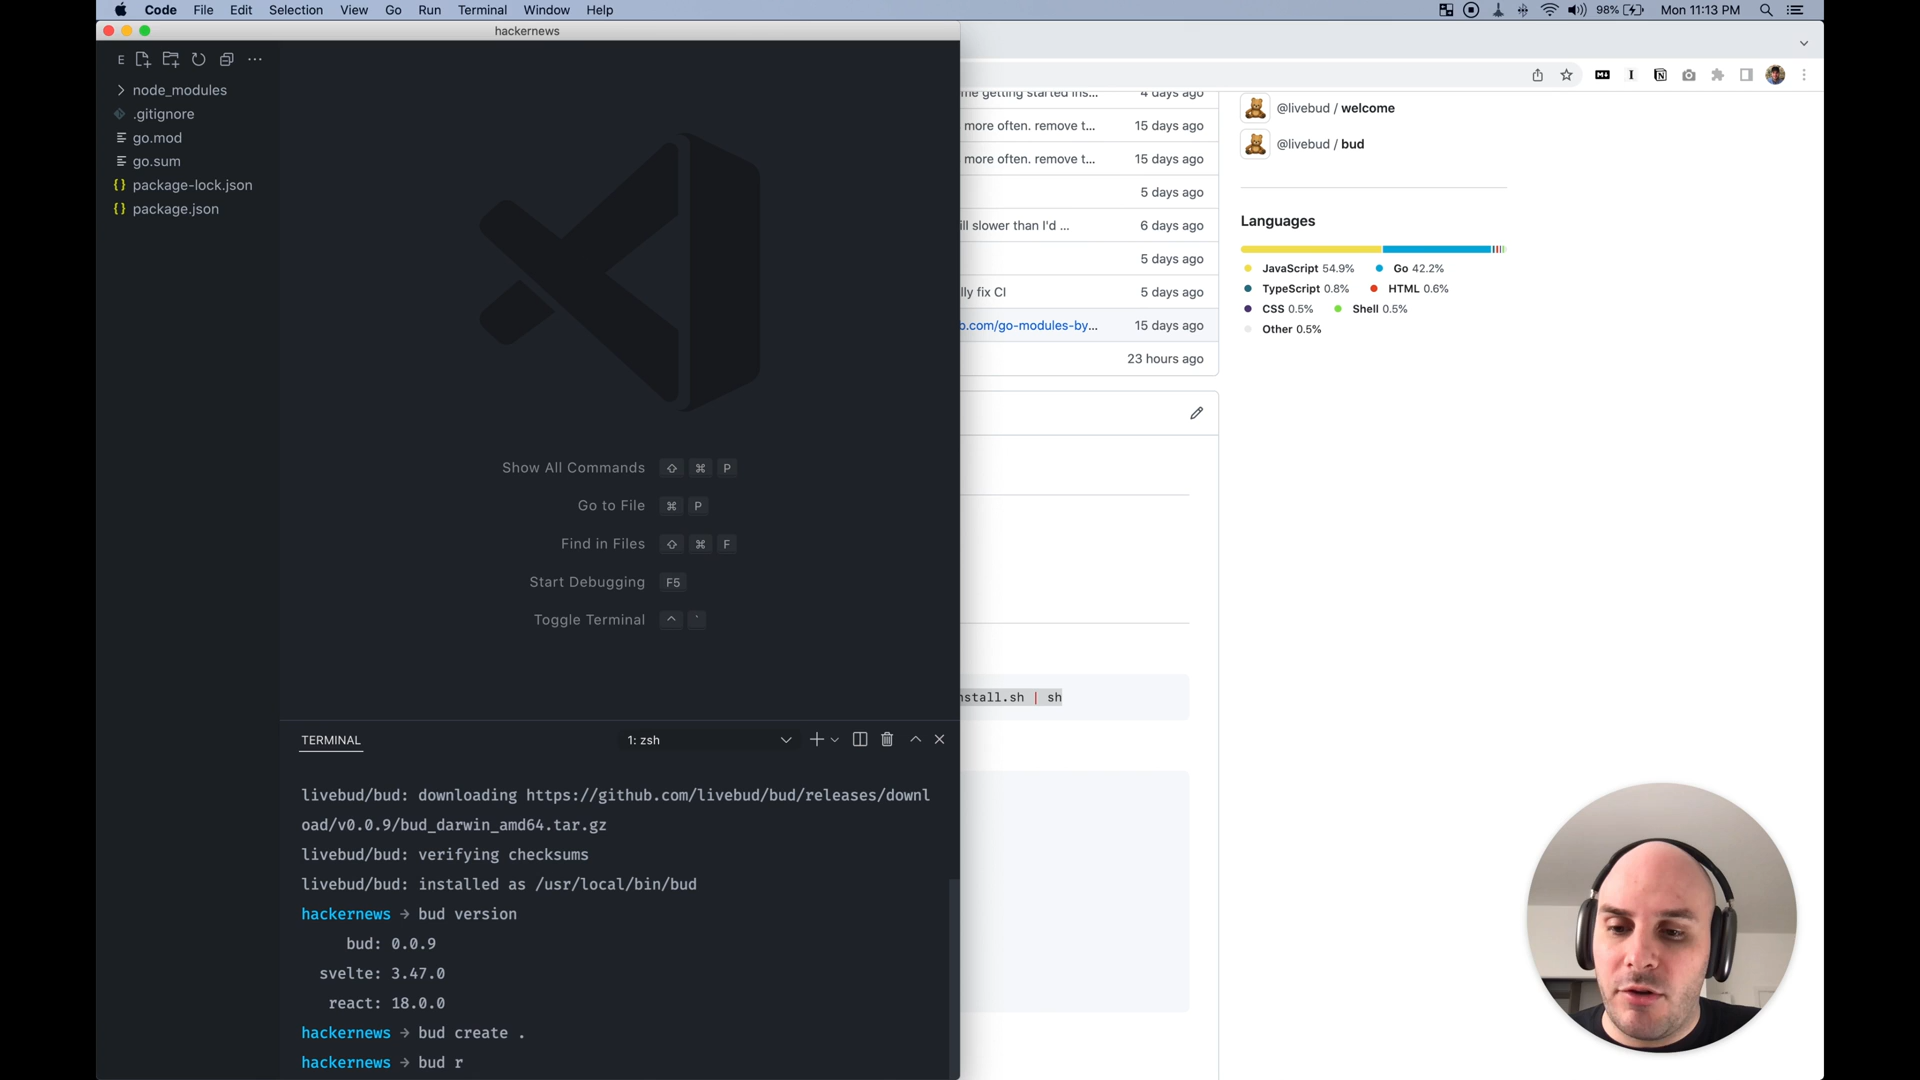 Code File Edit Selection View Go Run Terminal Window Help 98% Mon 11:13 PM
hackernews
E
node_modules
.gitignore
go.mod
go.sum
package-lock.json
package.json
Show All Commands ⇧ ⌘ P
Go to File ⌘ P
Find in Files ⇧ ⌘ F
Start Debugging F5
Toggle Terminal ^ `
TERMINAL 1: zsh
livebud/bud: downloading https://github.com/livebud/bud/releases/downl
oad/v0.0.9/bud_darwin_amd64.tar.gz
livebud/bud: verifying checksums
livebud/bud: installed as /usr/local/bin/bud
hackernews → bud version
bud: 0.0.9
svelte: 3.47.0
react: 18.0.0
hackernews → bud create .
hackernews → bud r
me getting started ins... 4 days ago
more often. remove t... 15 days ago
more often. remove t... 15 days ago
5 days ago
ill slower than I'd ... 6 days ago
5 days ago
lly fix CI 5 days ago
b.com/go-modules-by... 15 days ago
23 hours ago
nstall.sh | sh
@livebud / welcome
@livebud / bud
Languages
JavaScript 54.9% Go 42.2%
TypeScript 0.8% HTML 0.6%
CSS 0.5% Shell 0.5%
Other 0.5%